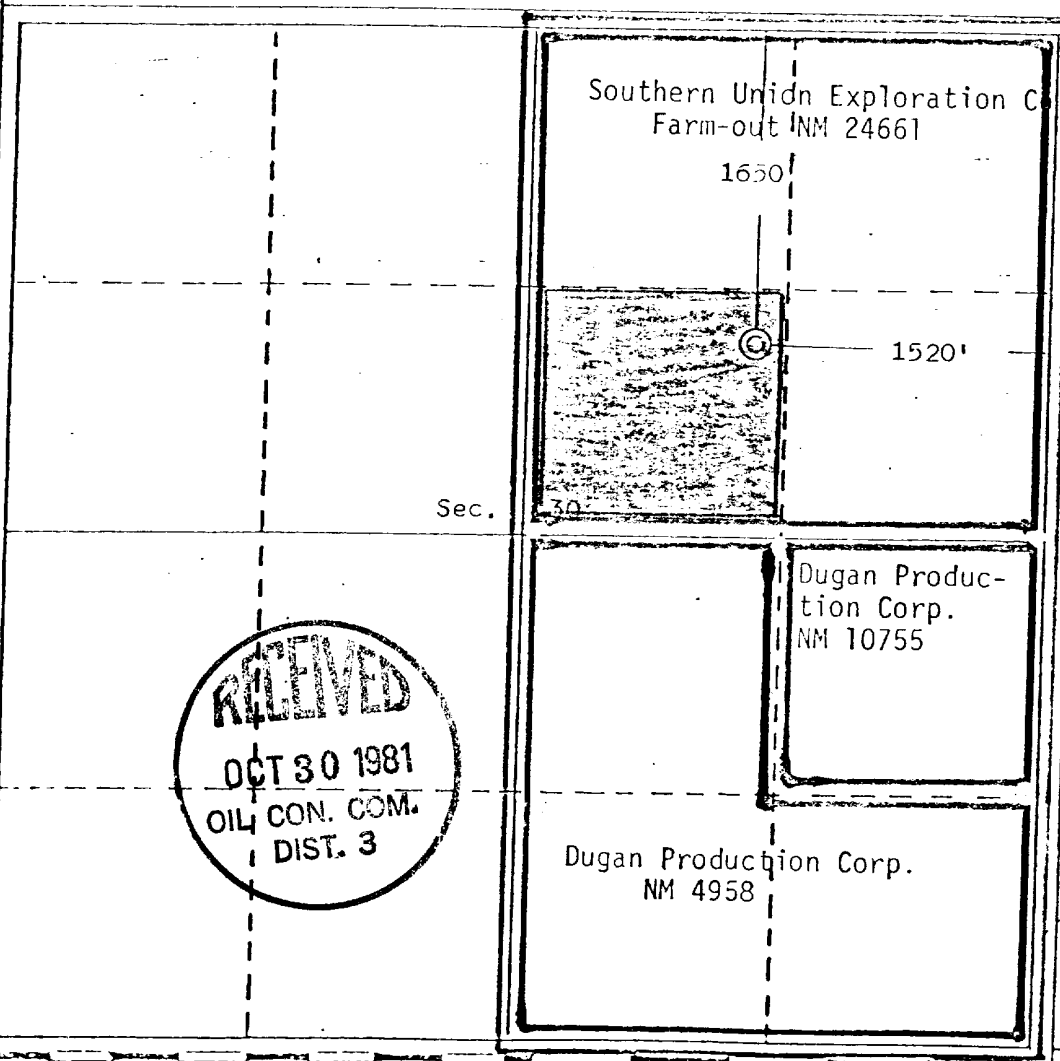 Southern Union Exploration C
Farm-out NM 24661
1650'
1520'
Sec. 30
Dugan Produc-
tion Corp.
NM 10755
RECEIVED
OCT 30 1981
OIL CON. COM.
DIST. 3
Dugan Production Corp.
NM 4958